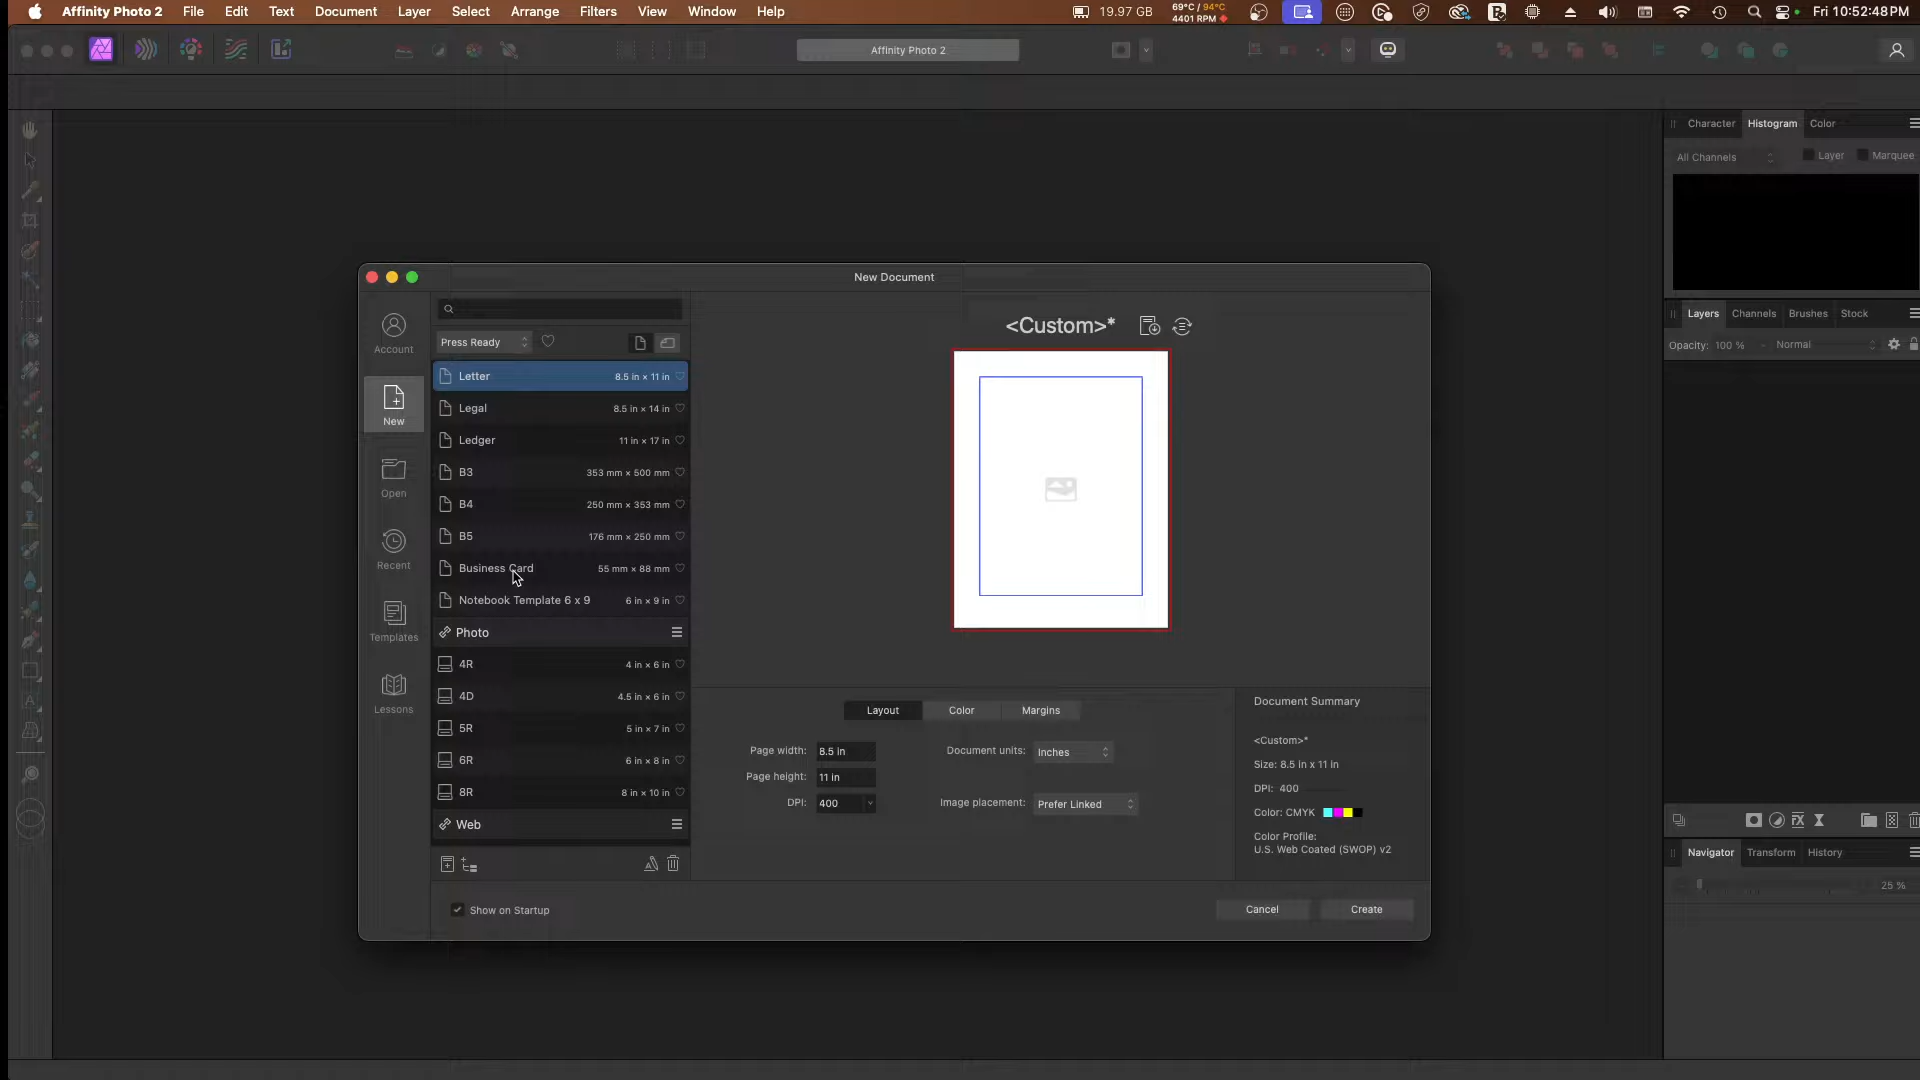 Affinity Photo 2 File Edit Text Document Layer Select Arrange Filters View Window Help 19.97 GB 69°C / 94°C 4401 RPM Fri 10:52:48 PM
Affinity Photo 2
Character Histogram Color
All Channels Layer Marquee
Layers Channels Brushes Stock
Opacity: 100 % Normal
Navigator Transform History
25 %
New Document
Account
New
Open
Recent
Templates
Lessons
Press Ready
Letter 8.5 in × 11 in
Legal 8.5 in × 14 in
Ledger 11 in × 17 in
B3 353 mm × 500 mm
B4 250 mm × 353 mm
B5 176 mm × 250 mm
Business Card 55 mm × 88 mm
Notebook Template 6 x 9 6 in × 9 in
Photo
4R 4 in × 6 in
4D 4.5 in × 6 in
5R 5 in × 7 in
6R 6 in × 8 in
8R 8 in × 10 in
Web
Show on Startup
<Custom>*
Layout Color Margins
Page width: 8.5 in
Page height: 11 in
DPI: 400
Document units: Inches
Image placement: Prefer Linked
Document Summary
<Custom>*
Size: 8.5 in x 11 in
DPI: 400
Color: CMYK
Color Profile:
U.S. Web Coated (SWOP) v2
Cancel Create